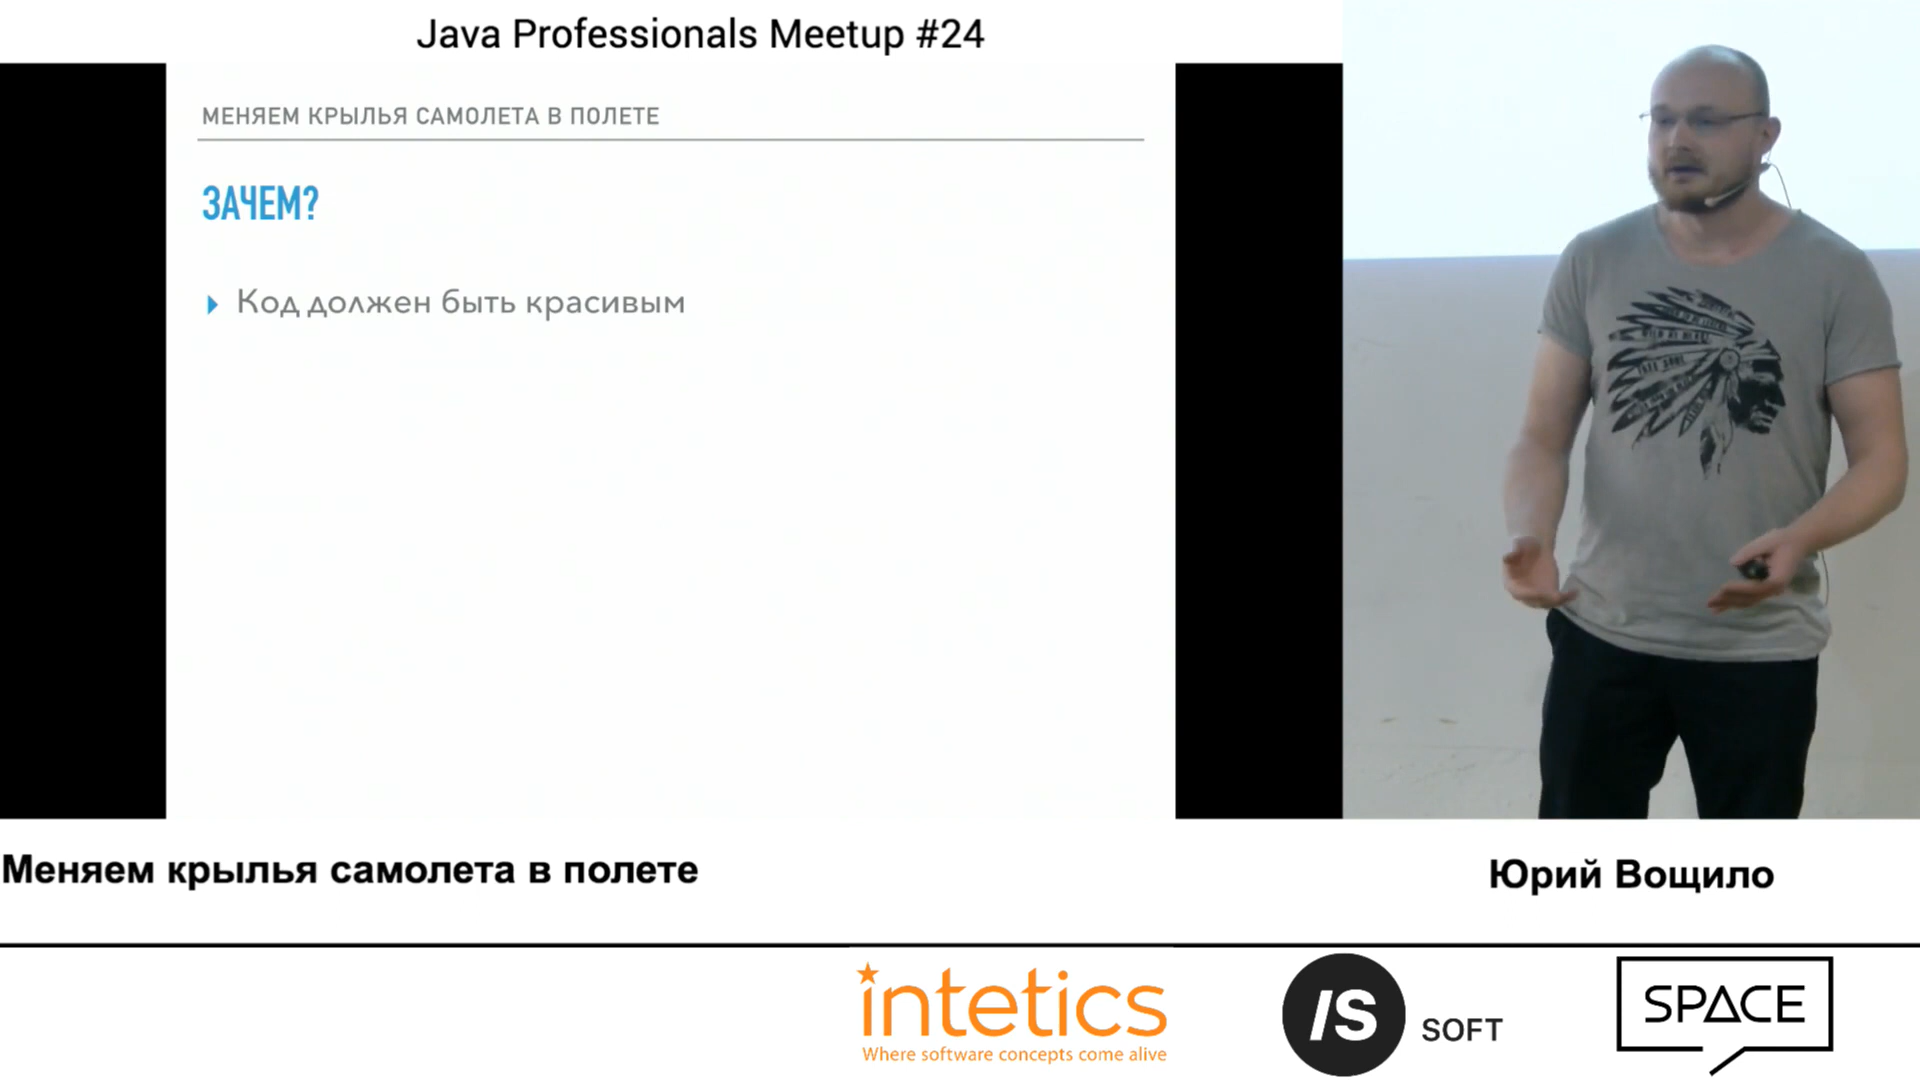 Java Professionals Meetup #24
МЕНЯЕМ КРЫЛЬЯ САМОЛЕТА В ПОЛЕТЕ
ЗАЧЕМ?
Код должен быть красивым
Меняем крылья самолета в полете
Юрий Вощило
intetics
Where software concepts come alive
/S SOFT
SPACE